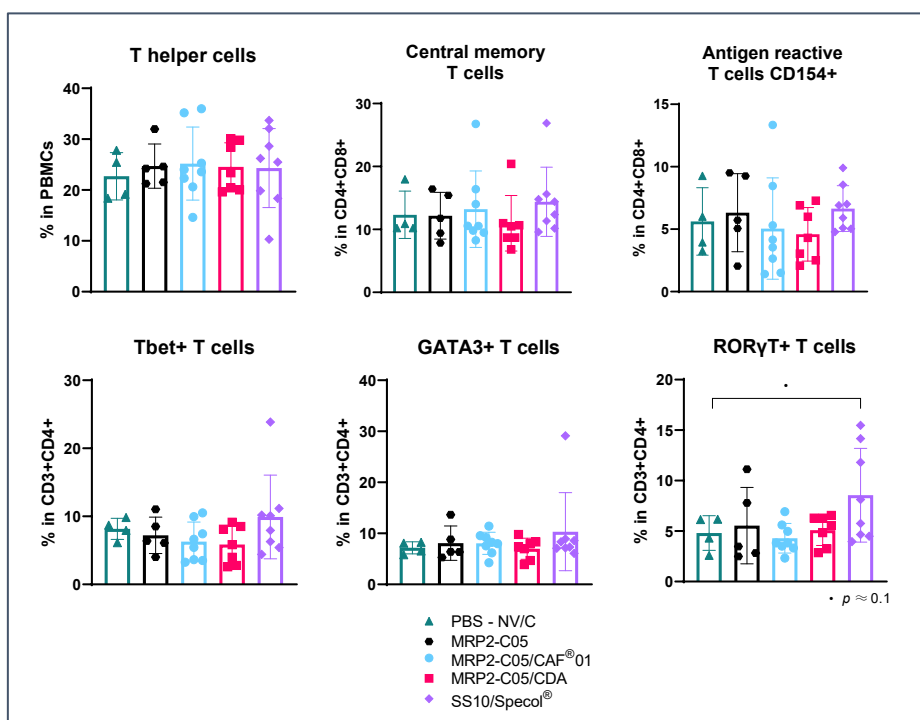 T helper cells
% in PBMCs
40
30
20
10
0
Central memory
T cells
% in CD4+CD8+
30
20
10
0
Antigen reactive
T cells CD154+
% in CD4+CD8+
15
10
5
0
Tbet+ T cells
% in CD3+CD4+
30
20
10
0
GATA3+ T cells
% in CD3+CD4+
40
30
20
10
0
RORγT+ T cells
% in CD3+CD4+
20
15
10
5
0
•
• p ≈ 0.1
PBS - NV/C
MRP2-C05
MRP2-C05/CAF®01
MRP2-C05/CDA
SS10/Specol®